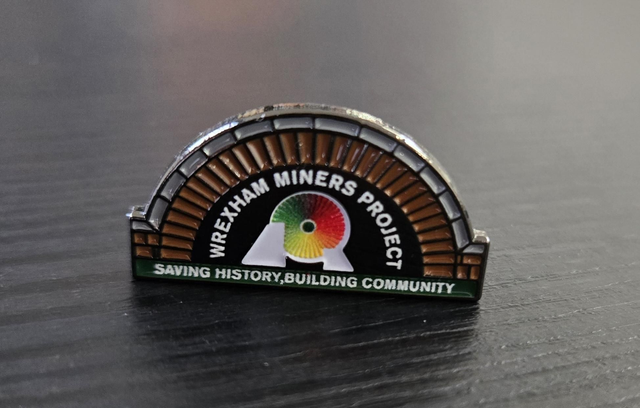 WREXHAM MINERS PROJECT
SAVING HISTORY,BUILDING COMMUNITY